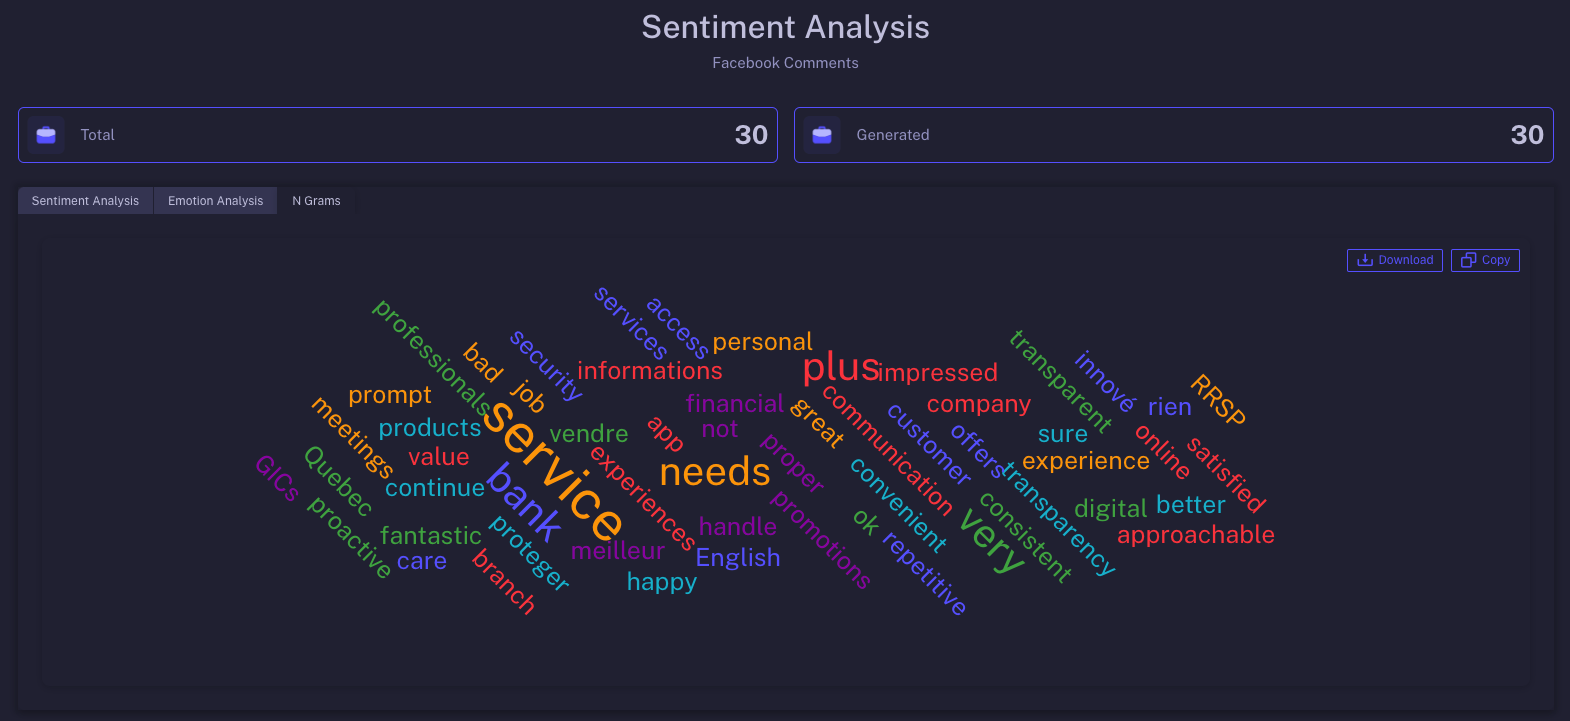 Sentiment Analysis
Facebook Comments
Total 30
Generated 30
Sentiment Analysis Emotion Analysis N Grams
Download Copy
services
access
professionals
security
bad
personal
plus
informations
impressed
transparent
innové
RRSP
job
prompt
meetings
financial
great
communication
company
rien
customer
service
products
vendre
app
not
offers
sure
online
satisfied
value
experiences
needs
proper
experience
Quebec
GICs
continue
bank
convenient
transparency
consistent
digital
better
proactive
promotions
ok
very
fantastic
proteger
handle
approachable
care
branch
meilleur
English
repetitive
happy